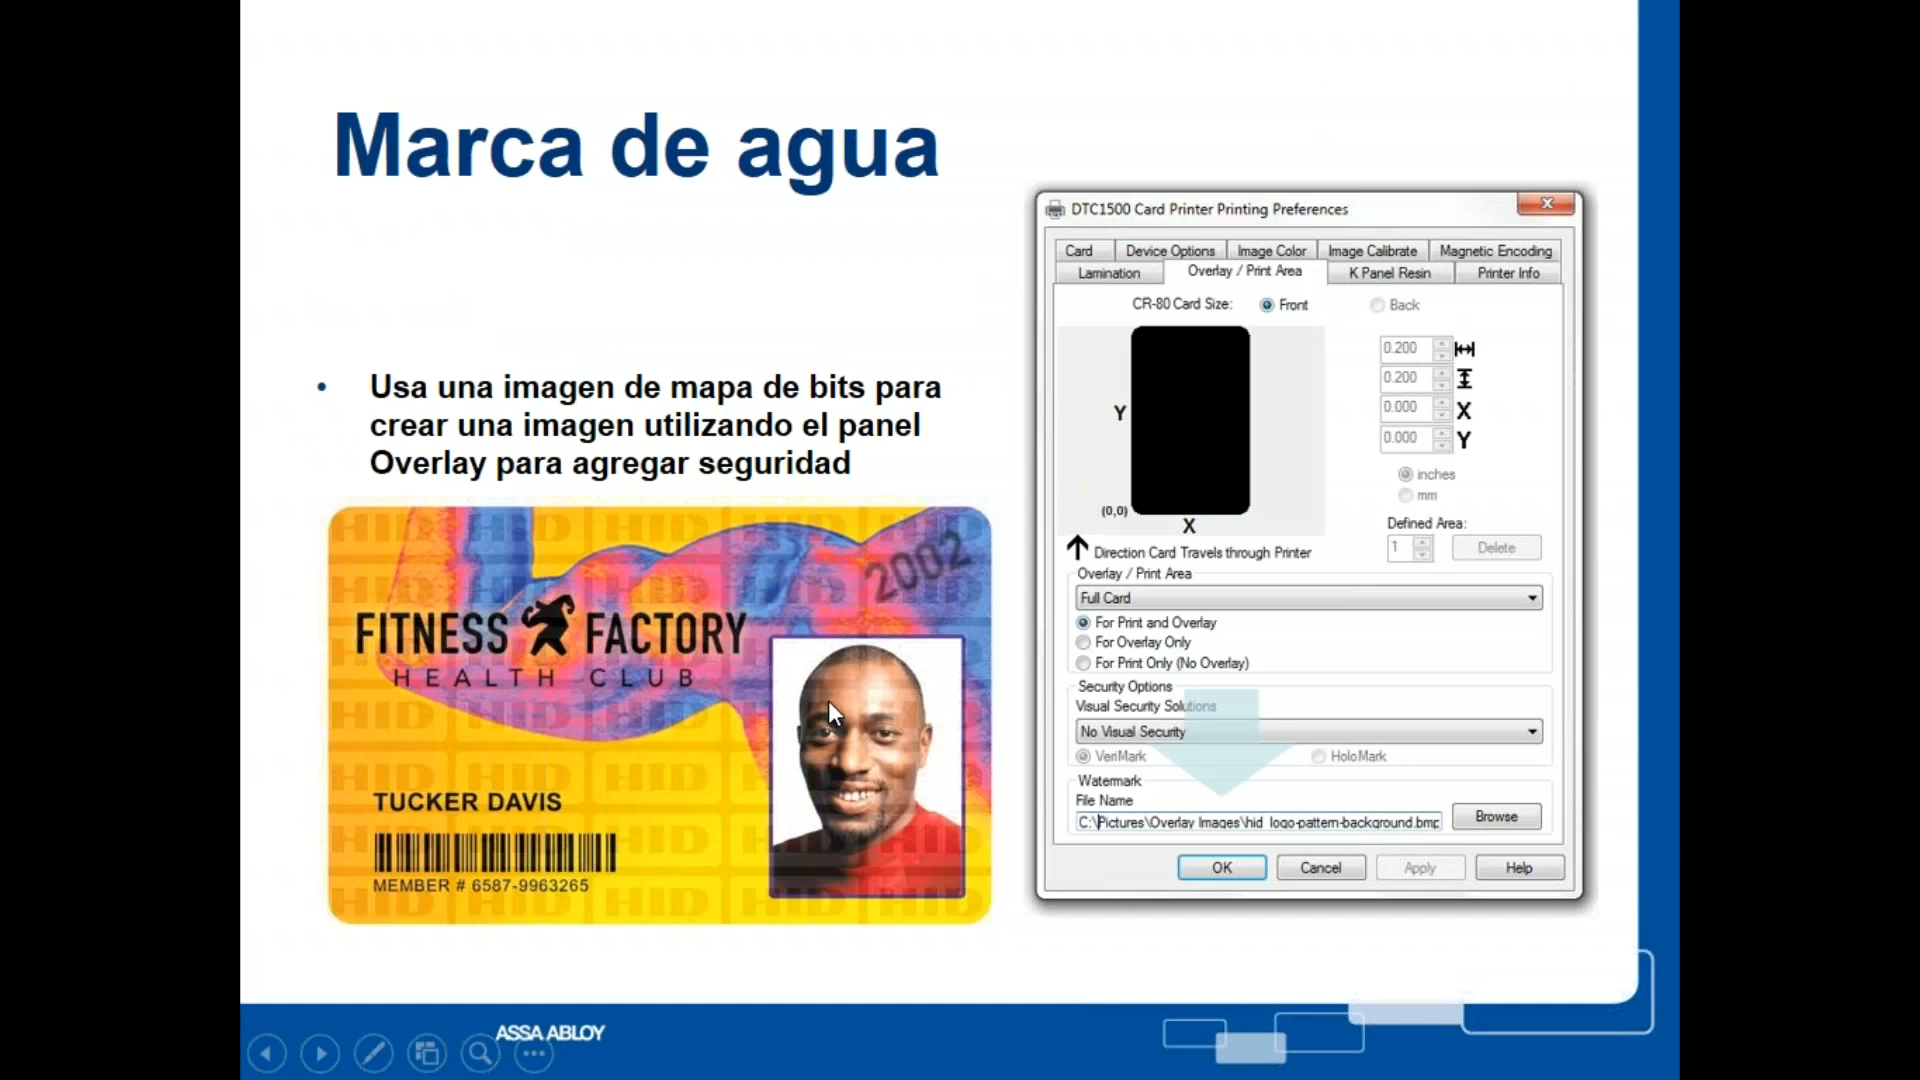 Marca de agua
• Usa una imagen de mapa de bits para
crear una imagen utilizando el panel
Overlay para agregar seguridad
HID HID HID HID HID
2002
FITNESS FACTORY
HEALTH CLUB
TUCKER DAVIS
MEMBER # 6587-9963265
DTC1500 Card Printer Printing Preferences
Card Device Options Image Color Image Calibrate Magnetic Encoding
Lamination Overlay / Print Area K Panel Resin Printer Info
CR-80 Card Size: Front Back
0.200
0.200
0.000 X
0.000 Y
Y
inches
mm
(0,0)
X
Defined Area:
1 Delete
Direction Card Travels through Printer
Overlay / Print Area
Full Card
For Print and Overlay
For Overlay Only
For Print Only (No Overlay)
Security Options
Visual Security Solutions
No Visual Security
VeriMark HoloMark
Watermark
File Name
C:\Pictures\Overlay Images\hid_logo-pattern-background.bmp
Browse
OK Cancel Apply Help
ASSA ABLOY